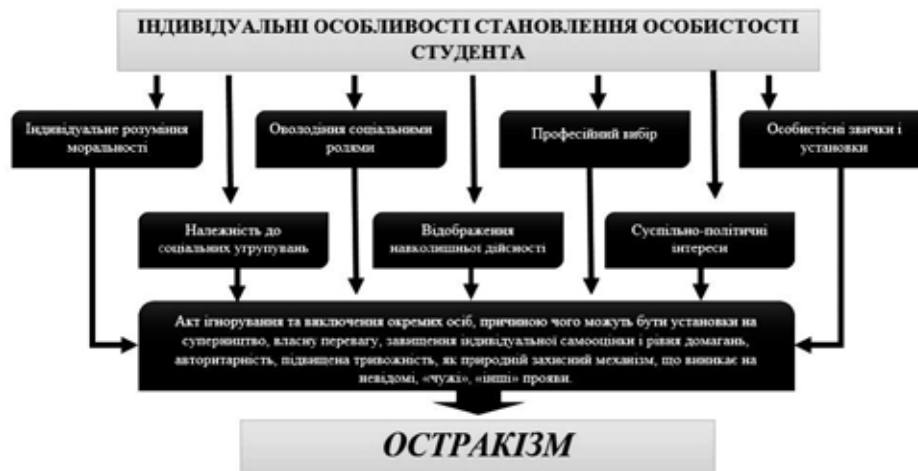 ІНДИВІДУАЛЬНІ ОСОБЛИВОСТІ СТАНОВЛЕННЯ ОСОБИСТОСТІ
СТУДЕНТА
Індивідуальне розуміння
моральності
Оволодіння соціальними
ролями
Професійний вибір
Особистісні звички і
установки
Належність до
соціальних угрупувань
Відображення
навколишньої дійсності
Суспільно-політичні
інтереси
Акт ігнорування та виключення окремих осіб, причиною чого можуть бути установки на
суперництво, власну перевагу, завищення індивідуальної самооцінки і рівня домагань,
авторитарність, підвищена тривожність, як природній захисний механізм, що виникає на
невідомі, «чужі», «інші» прояви.
ОСТРАКІЗМ